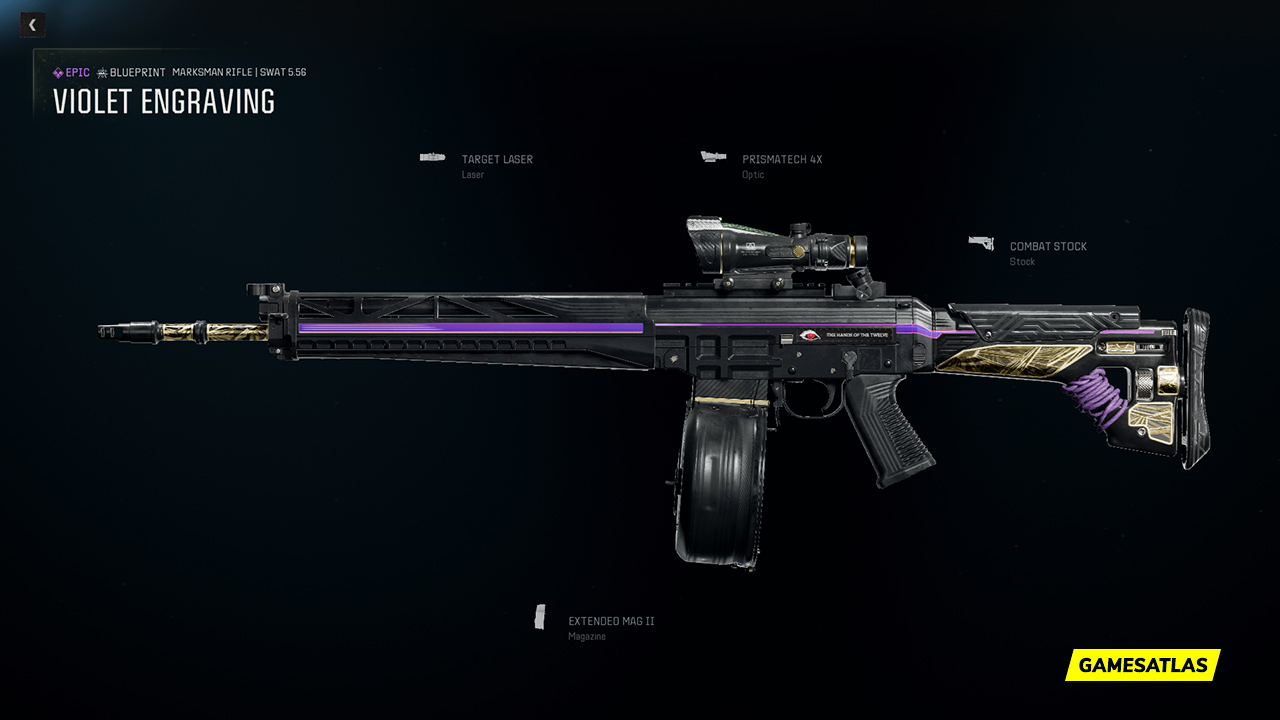 EPIC BLUEPRINT MARKSMAN RIFLE | SWAT 5.56
VIOLET ENGRAVING
TARGET LASER
Laser
PRISMATECH 4X
Optic
COMBAT STOCK
Stock
THE HANDS OF THE TWELVE
EXTENDED MAG II
Magazine
GAMESATLAS